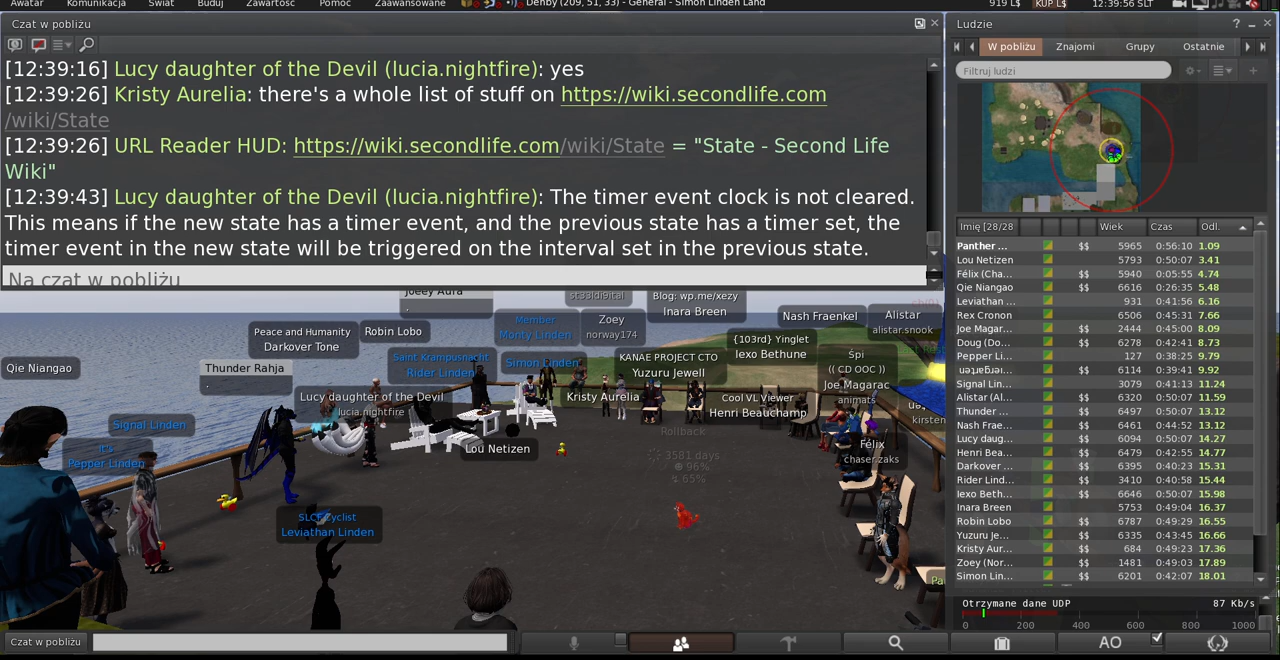 Awatar Komunikacja Świat Buduj Zawartość Pomoc Zaawansowane Denby (209, 51, 33) - General - Simon Linden Land 919 L$ KUP L$ 12:39:56 SLT
Czat w pobliżu
[12:39:16] Lucy daughter of the Devil (lucia.nightfire): yes
[12:39:26] Kristy Aurelia: there's a whole list of stuff on https://wiki.secondlife.com
/wiki/State
[12:39:26] URL Reader HUD: https://wiki.secondlife.com/wiki/State = "State - Second Life
Wiki"
[12:39:43] Lucy daughter of the Devil (lucia.nightfire): The timer event clock is not cleared.
This means if the new state has a timer event, and the previous state has a timer set, the
timer event in the new state will be triggered on the interval set in the previous state.
Na czat w pobliżu
Joeey Aura
.
st33ldi9ital
Blog: wp.me/xezy
Inara Breen
Member
Monty Linden
Zoey
norway174
Nash Fraenkel
Alistar
alistar.snook
Peace and Humanity
Darkover Tone
Robin Lobo
{103rd} Yinglet
Iexo Bethune
Qie Niangao
Thunder Rahja
.
Saint Krampusnacht
Rider Linden
Simon Linden
KANAE PROJECT CTO
Yuzuru Jewell
Śpi
(( CD OOC ))
Joe Magarac
animats
Lucy daughter of the Devil
lucia.nightfire
Kristy Aurelia
Cool VL Viewer
Henri Beauchamp
kirsten
Signal Linden
It's
Pepper Linden
Lou Netizen
Rollback
3581 days
96%
65%
Félix
chaser.zaks
SLCF Cyclist
Leviathan Linden
Pa
Czat w pobliżu
Ludzie
W pobliżu Znajomi Grupy Ostatnie
Filtruj ludzi
Imię [28/28 Wiek Czas Odl.
Panther ... $$ 5965 0:56:10 1.09
Lou Netizen 5793 0:50:07 3.41
Félix (Cha... $$ 5940 0:05:55 4.74
Qie Niangao $$ 6616 0:26:35 5.48
Leviathan ... 931 0:41:56 6.16
Rex Cronon 6506 0:45:31 7.66
Joe Magar... $$ 2444 0:45:00 8.09
Doug (Do... $$ 6278 0:42:41 8.73
Pepper Li... 127 0:38:25 9.79
$$ 6114 0:39:41 9.92
Signal Lin... 3079 0:41:13 11.24
Alistar (Al... $$ 6320 0:50:07 11.59
Thunder ... $$ 6497 0:50:07 13.12
Nash Frae... $$ 6461 0:44:52 13.12
Lucy daug... $$ 6094 0:50:07 14.27
Henri Bea... $$ 6479 0:42:55 14.77
Darkover ... $$ 6395 0:40:23 15.31
Rider Lind... $$ 3410 0:40:58 15.44
Iexo Beth... $$ 6646 0:50:07 15.98
Inara Breen 5753 0:49:04 16.37
Robin Lobo $$ 6787 0:49:29 16.55
Yuzuru Je... $$ 6335 0:43:45 16.66
Kristy Aur... $$ 684 0:49:23 17.36
Zoey (Nor... $$ 1481 0:49:03 17.89
Simon Lin... $$ 6201 0:42:07 18.01
Otrzymane dane UDP 87 Kb/s
0 200 400 600 800 1000
AO